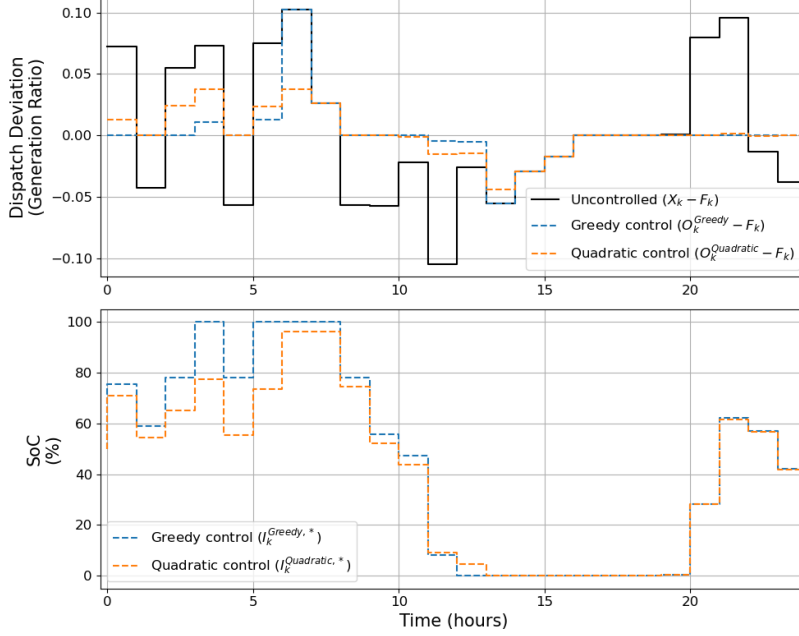 Dispatch Deviation
(Generation Ratio)
0.10
0.05
0.00
−0.05
−0.10
Uncontrolled (X_k − F_k)
Greedy control (O_k^{Greedy} − F_k)
Quadratic control (O_k^{Quadratic} − F_k)
0 5 10 15 20
SoC
(%)
100
80
60
40
20
0
Greedy control (I_k^{Greedy, *})
Quadratic control (I_k^{Quadratic, *})
0 5 10 15 20
Time (hours)